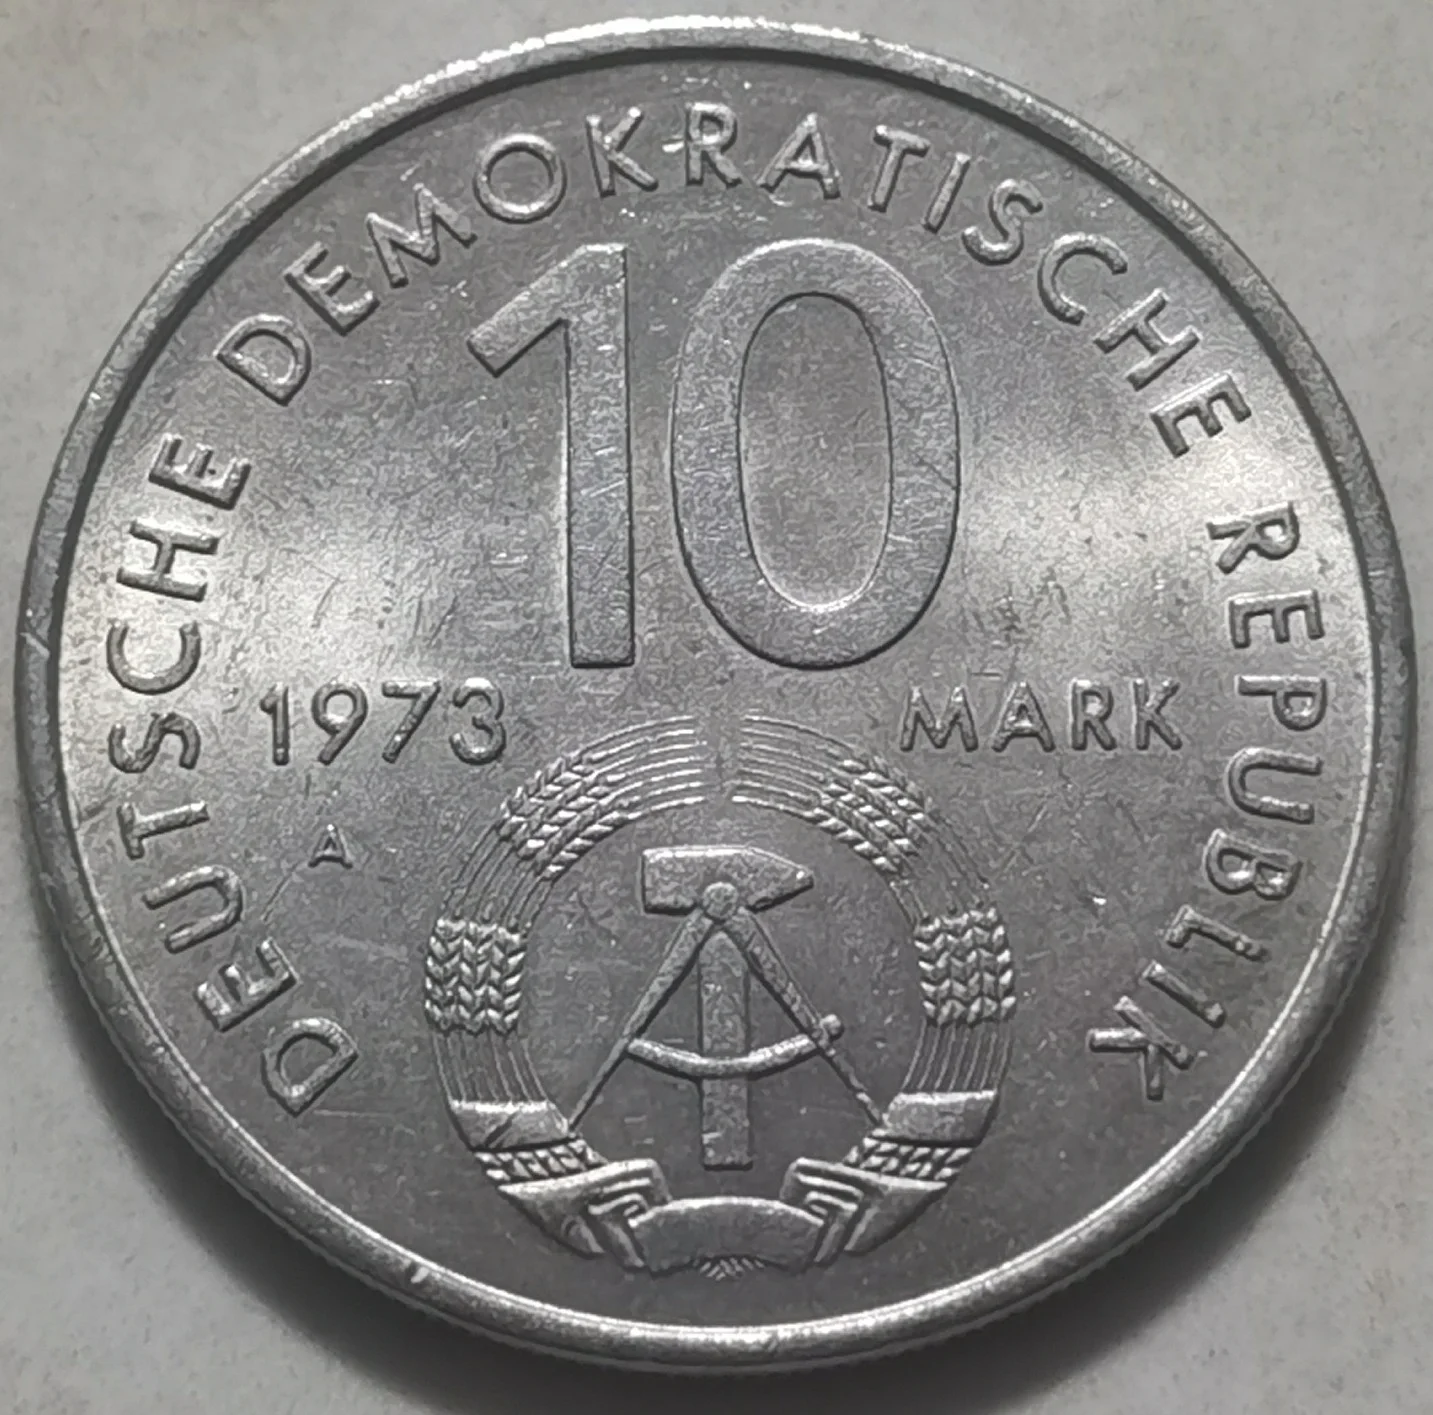 DEUTSCHE DEMOKRATISCHE REPUBLIK
10
1973 MARK
A